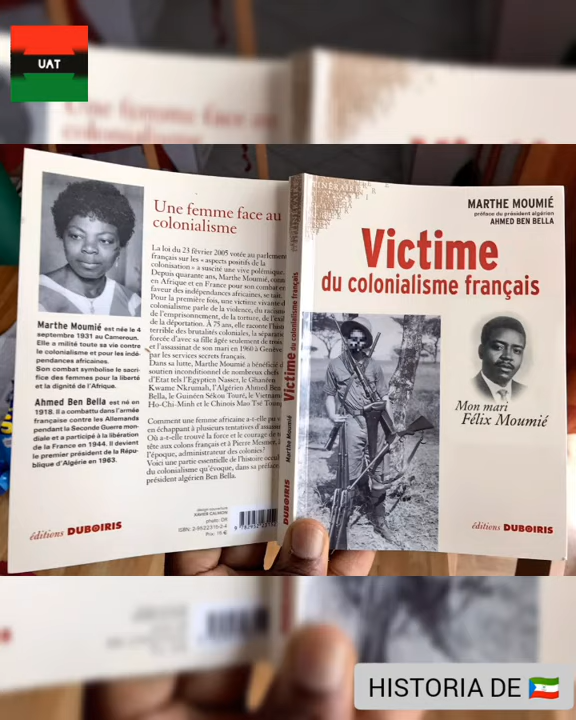 UAT
Une femme face au
colonialisme
Marthe Moumié est née le 4
septembre 1931 au Cameroun.
Elle a milité toute sa vie contre
le colonialisme et pour les indé-
pendances africaines.
Son combat symbolise le sacri-
fice des femmes pour la liberté
et la dignité de l'Afrique.
Ahmed Ben Bella est né en
1918. Il a combattu dans l'armée
française contre les Allemands
pendant la Seconde Guerre mon-
diale et a participé à la libération
de la France en 1944. Il devient
le premier président de la Répu-
blique d'Algérie en 1963.
La loi du 23 février 2005 votée au parlement
français sur les « aspects positifs de la
colonisation » a suscité une vive polémique.
Depuis quarante ans, Marthe Moumié,
en Afrique et en France pour son combat en
faveur des indépendances africaines, se tait.
Pour la première fois, une victime vivante d
colonialisme parle de la violence, du racis
de l'emprisonnement, de la torture, de l'exil
de la déportation. À 75 ans, elle raconte l'his
terrible des brutalités coloniales, la sépara
forcée d'avec sa fille âgée seulement de trois
et l'assassinat de son mari en 1960 à Genève
par les services secrets français.
Dans sa lutte, Marthe Moumié a bénéficié d
soutien inconditionnel de nombreux chefs
d'Etat tels l'Egyptien Nasser, le Ghanéen
Kwame Nkrumah, l'Algérien Ahmed Ben
Bella, le Guinéen Sékou Touré, le Vietnam
Ho-Chi-Minh et le Chinois Mao Tsé Toung
Comment une femme africaine a-t-elle pu
en échappant à plusieurs tentatives d'assassi
Où a-t-elle trouvé la force et le courage de t
tête aux colons français et à Pierre Messmer, à
l'époque, administrateur des colonies?
Voici une partie essentielle de l'histoire occul
du colonialisme qu'évoque, dans sa préface
président algérien Ben Bella.
éditions DUBOIRIS
photo: DR
Prix: 15 €
Marthe Moumié
Victime du colonialisme français
DUBOIRIS
ITINÉRAIRES
MARTHE MOUMIÉ
préface du président algérien
AHMED BEN BELLA
Victime
du colonialisme français
Mon mari
Félix Moumié
éditions DUBOIRIS
HISTORIA DE